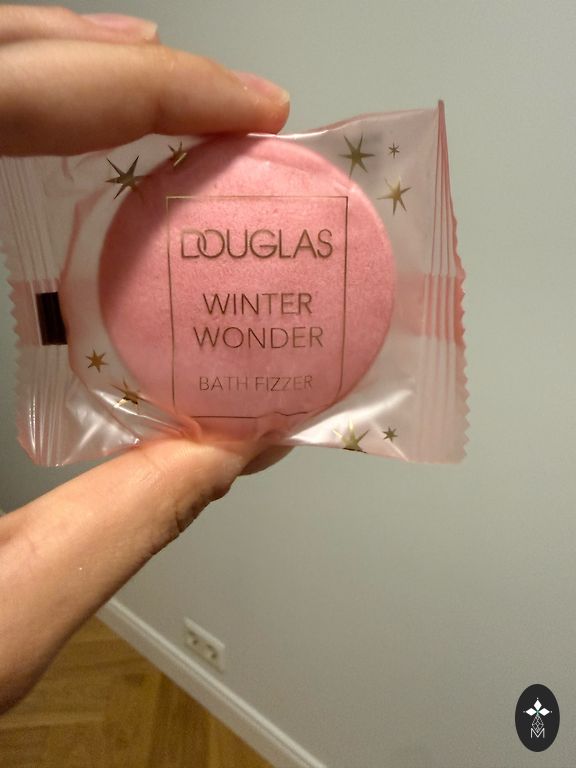 DOUGLAS
WINTER
WONDER
BATH FIZZER
M